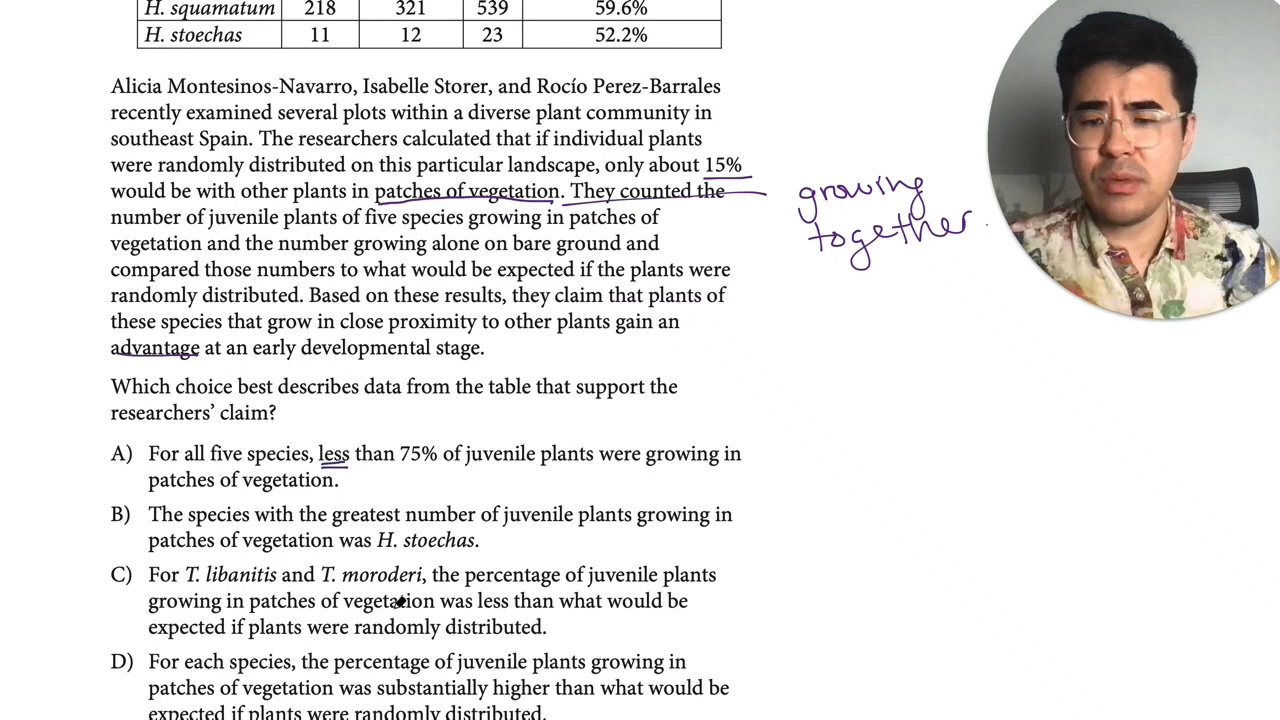 H. squamatum 218 321 539 59.6%
H. stoechas 11 12 23 52.2%
Alicia Montesinos-Navarro, Isabelle Storer, and Rocío Perez-Barrales
recently examined several plots within a diverse plant community in
southeast Spain. The researchers calculated that if individual plants
were randomly distributed on this particular landscape, only about 15%
would be with other plants in patches of vegetation. They counted the
number of juvenile plants of five species growing in patches of
vegetation and the number growing alone on bare ground and
compared those numbers to what would be expected if the plants were
randomly distributed. Based on these results, they claim that plants of
these species that grow in close proximity to other plants gain an
advantage at an early developmental stage.
growing
together
Which choice best describes data from the table that support the
researchers' claim?
A) For all five species, less than 75% of juvenile plants were growing in
patches of vegetation.
B) The species with the greatest number of juvenile plants growing in
patches of vegetation was H. stoechas.
C) For T. libanitis and T. moroderi, the percentage of juvenile plants
growing in patches of vegetation was less than what would be
expected if plants were randomly distributed.
D) For each species, the percentage of juvenile plants growing in
patches of vegetation was substantially higher than what would be
expected if plants were randomly distributed.